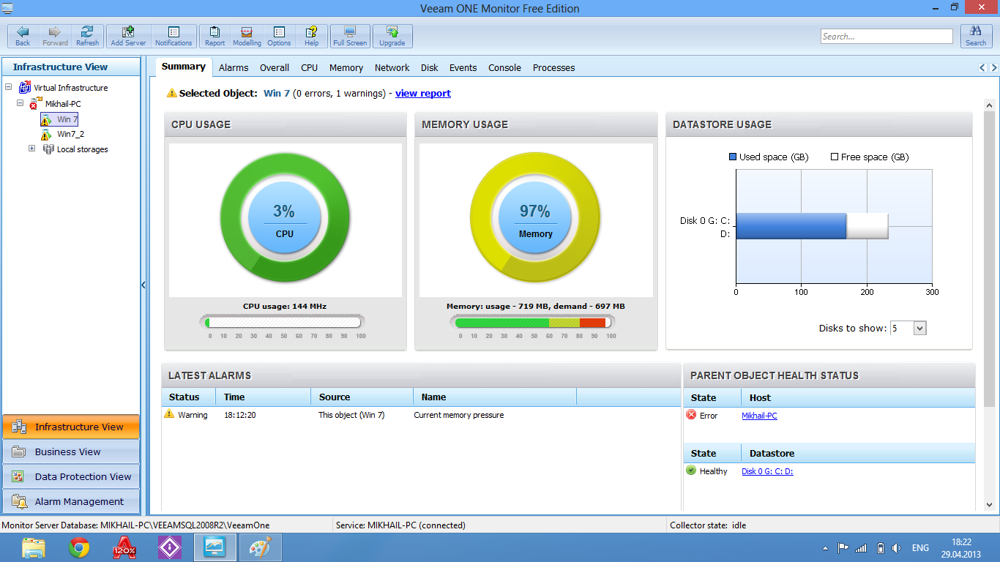 Veeam ONE Monitor Free Edition
Back Forward Refresh Add Server Notifications Report Modelling Options Help Full Screen Upgrade
Search... Search
Infrastructure View
Virtual Infrastructure
Mikhail-PC
Win 7
Win7_2
Local storages
Summary Alarms Overall CPU Memory Network Disk Events Console Processes
Selected Object: Win 7 (0 errors, 1 warnings) - view report
CPU USAGE
3%
CPU
CPU usage: 144 MHz
0 10 20 30 40 50 60 70 80 90 100
MEMORY USAGE
97%
Memory
Memory: usage - 719 MB, demand - 697 MB
0 10 20 30 40 50 60 70 80 90 100
DATASTORE USAGE
Used space (GB) Free space (GB)
Disk 0 G: C:
D:
0 100 200 300
Disks to show: 5
LATEST ALARMS
Status Time Source Name
Warning 18:12:20 This object (Win 7) Current memory pressure
PARENT OBJECT HEALTH STATUS
State Host
Error Mikhail-PC
State Datastore
Healthy Disk 0 G: C: D:
Infrastructure View
Business View
Data Protection View
Alarm Management
Monitor Server Database: MIKHAIL-PC\VEEAMSQL2008R2\VeeamOne Service: MIKHAIL-PC (connected) Collector state: idle
120%
ENG
18:22
29.04.2013